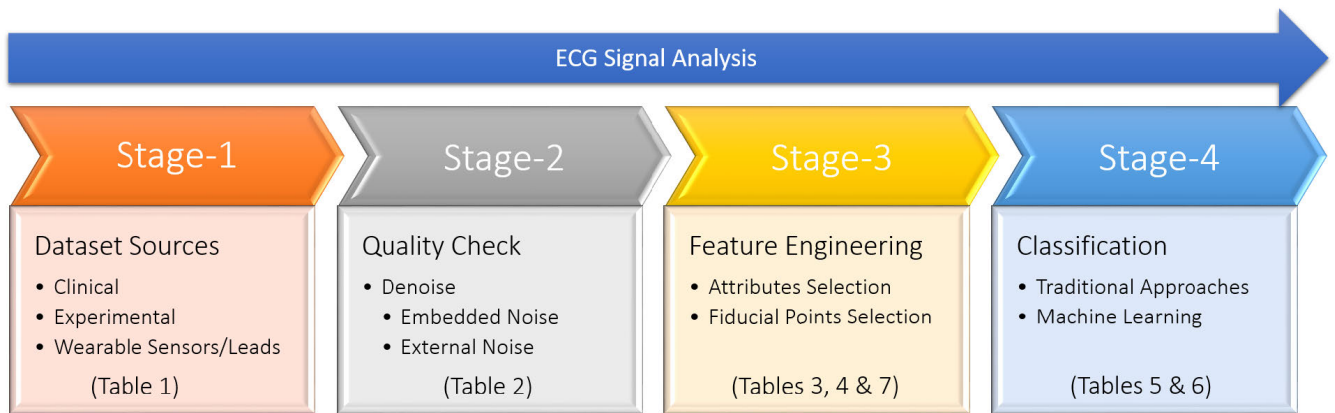 ECG Signal Analysis
Stage-1
Dataset Sources
• Clinical
• Experimental
• Wearable Sensors/Leads
(Table 1)
Stage-2
Quality Check
• Denoise
• Embedded Noise
• External Noise
(Table 2)
Stage-3
Feature Engineering
• Attributes Selection
• Fiducial Points Selection
(Tables 3, 4 & 7)
Stage-4
Classification
• Traditional Approaches
• Machine Learning
(Tables 5 & 6)